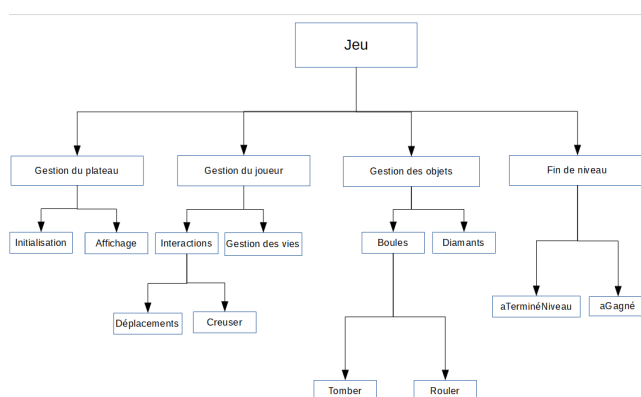 Jeu
Gestion du plateau
Gestion du joueur
Gestion des objets
Fin de niveau
Initialisation
Affichage
Interactions
Gestion des vies
Boules
Diamants
aTerminéNiveau
aGagné
Déplacements
Creuser
Tomber
Rouler